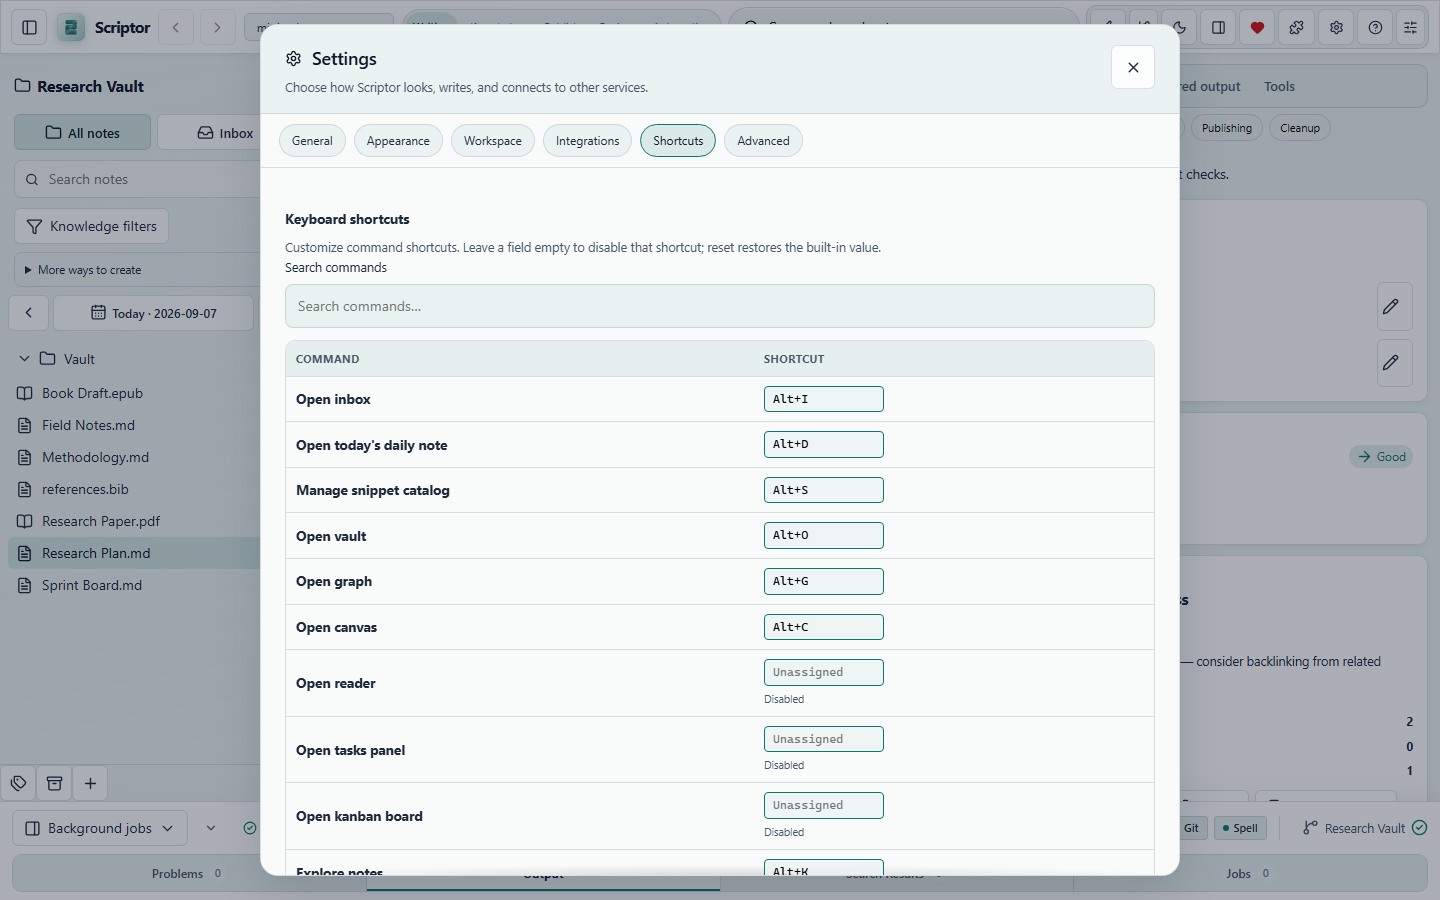 Scriptor
Settings
Choose how Scriptor looks, writes, and connects to other services.
General
Appearance
Workspace
Integrations
Shortcuts
Advanced
Research Vault
All notes
Inbox
Search notes
Knowledge filters
More ways to create
Today · 2026-09-07
Vault
Book Draft.epub
Field Notes.md
Methodology.md
references.bib
Research Paper.pdf
Research Plan.md
Sprint Board.md
Background jobs
Keyboard shortcuts
Customize command shortcuts. Leave a field empty to disable that shortcut; reset restores the built-in value.
Search commands
Search commands...
COMMAND SHORTCUT
Open inbox Alt+I
Open today's daily note Alt+D
Manage snippet catalog Alt+S
Open vault Alt+O
Open graph Alt+G
Open canvas Alt+C
Open reader Unassigned
Disabled
Open tasks panel Unassigned
Disabled
Open kanban board Unassigned
Disabled
Explore notes Alt+K
output
Tools
Publishing
Cleanup
checks.
Good
— consider backlinking from related
2
0
1
Git
Spell
Research Vault
Problems 0
Output
Search Results
Jobs 0